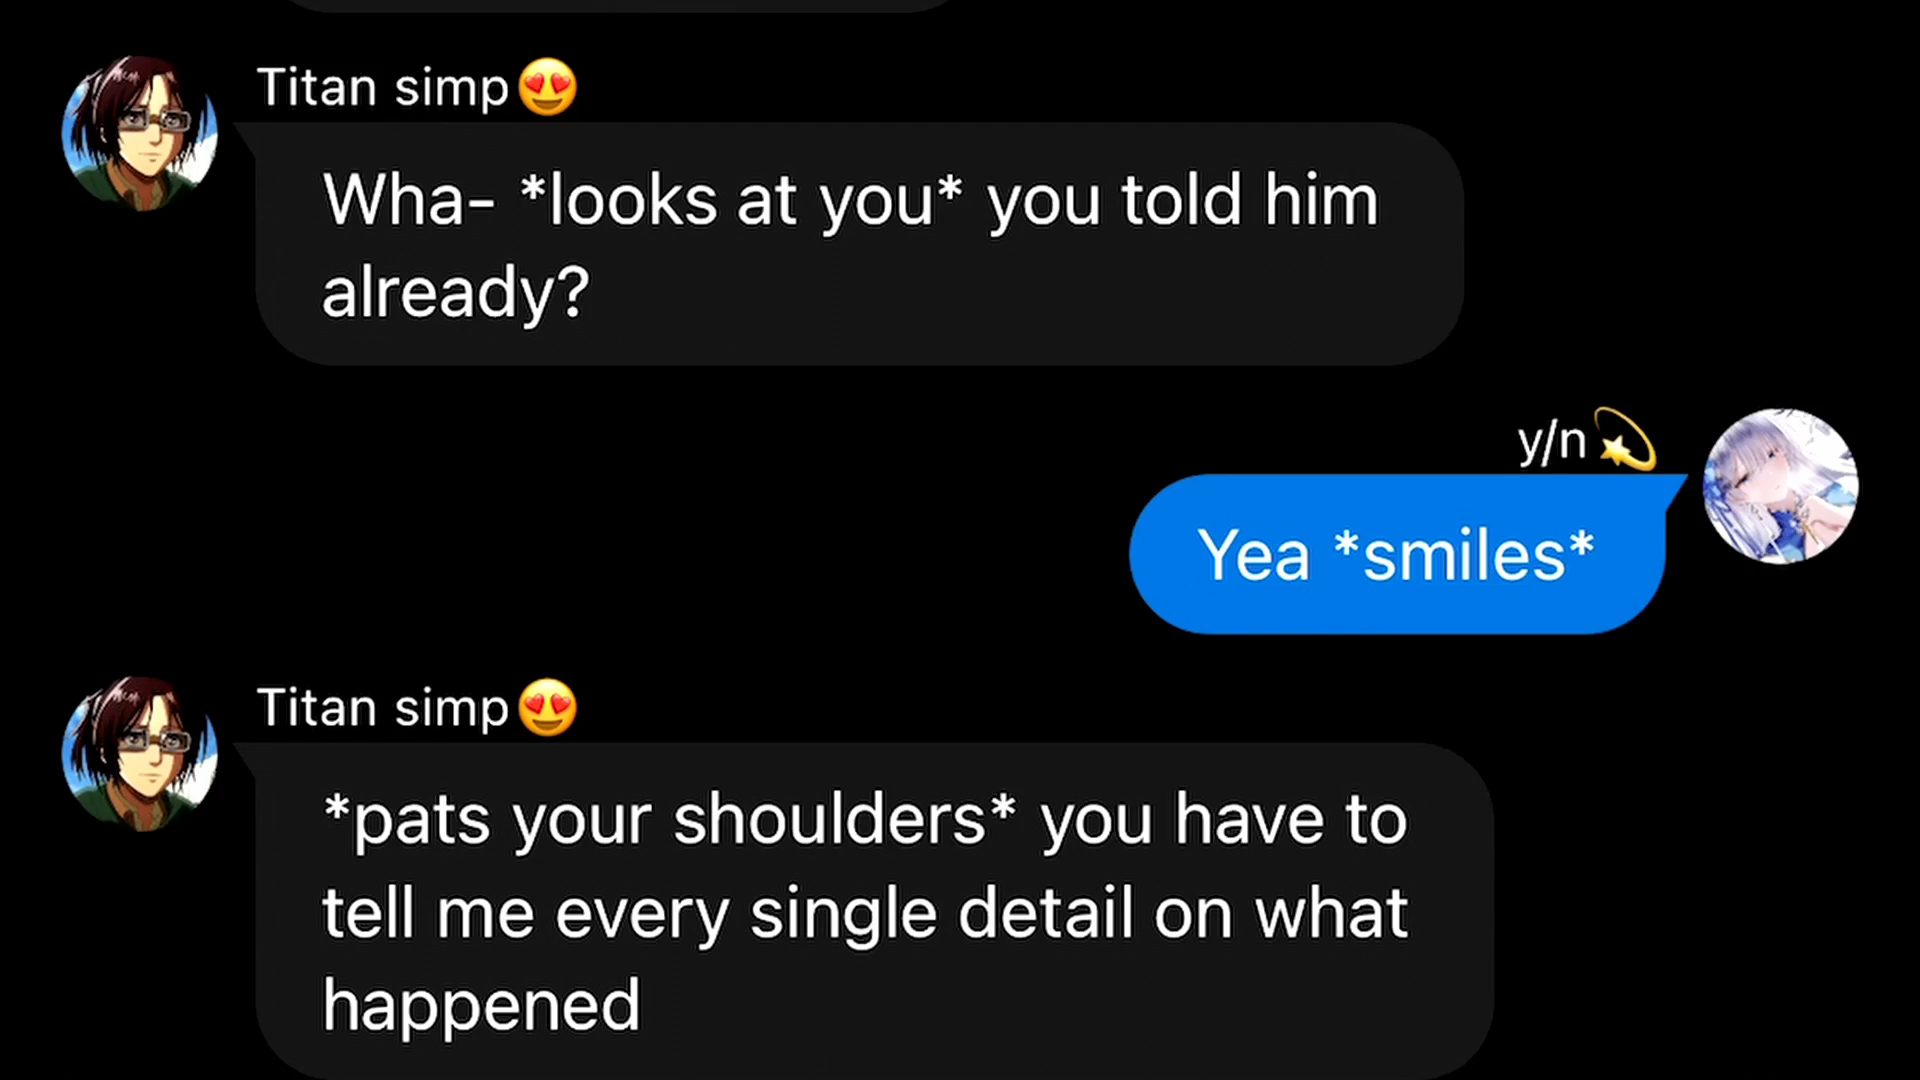 Titan simp😍
Wha- *looks at you* you told him
already?
y/n💫
Yea *smiles*
Titan simp😍
*pats your shoulders* you have to
tell me every single detail on what
happened